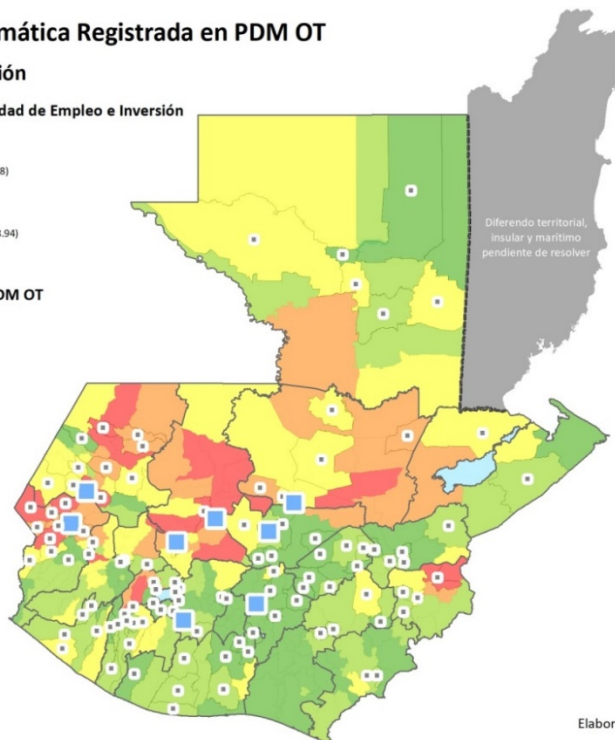 mática Registrada en PDM OT
ión
dad de Empleo e Inversión
8)
.94)
DM OT
Diferendo territorial,
insular y marítimo
pendiente de resolver
Elabor